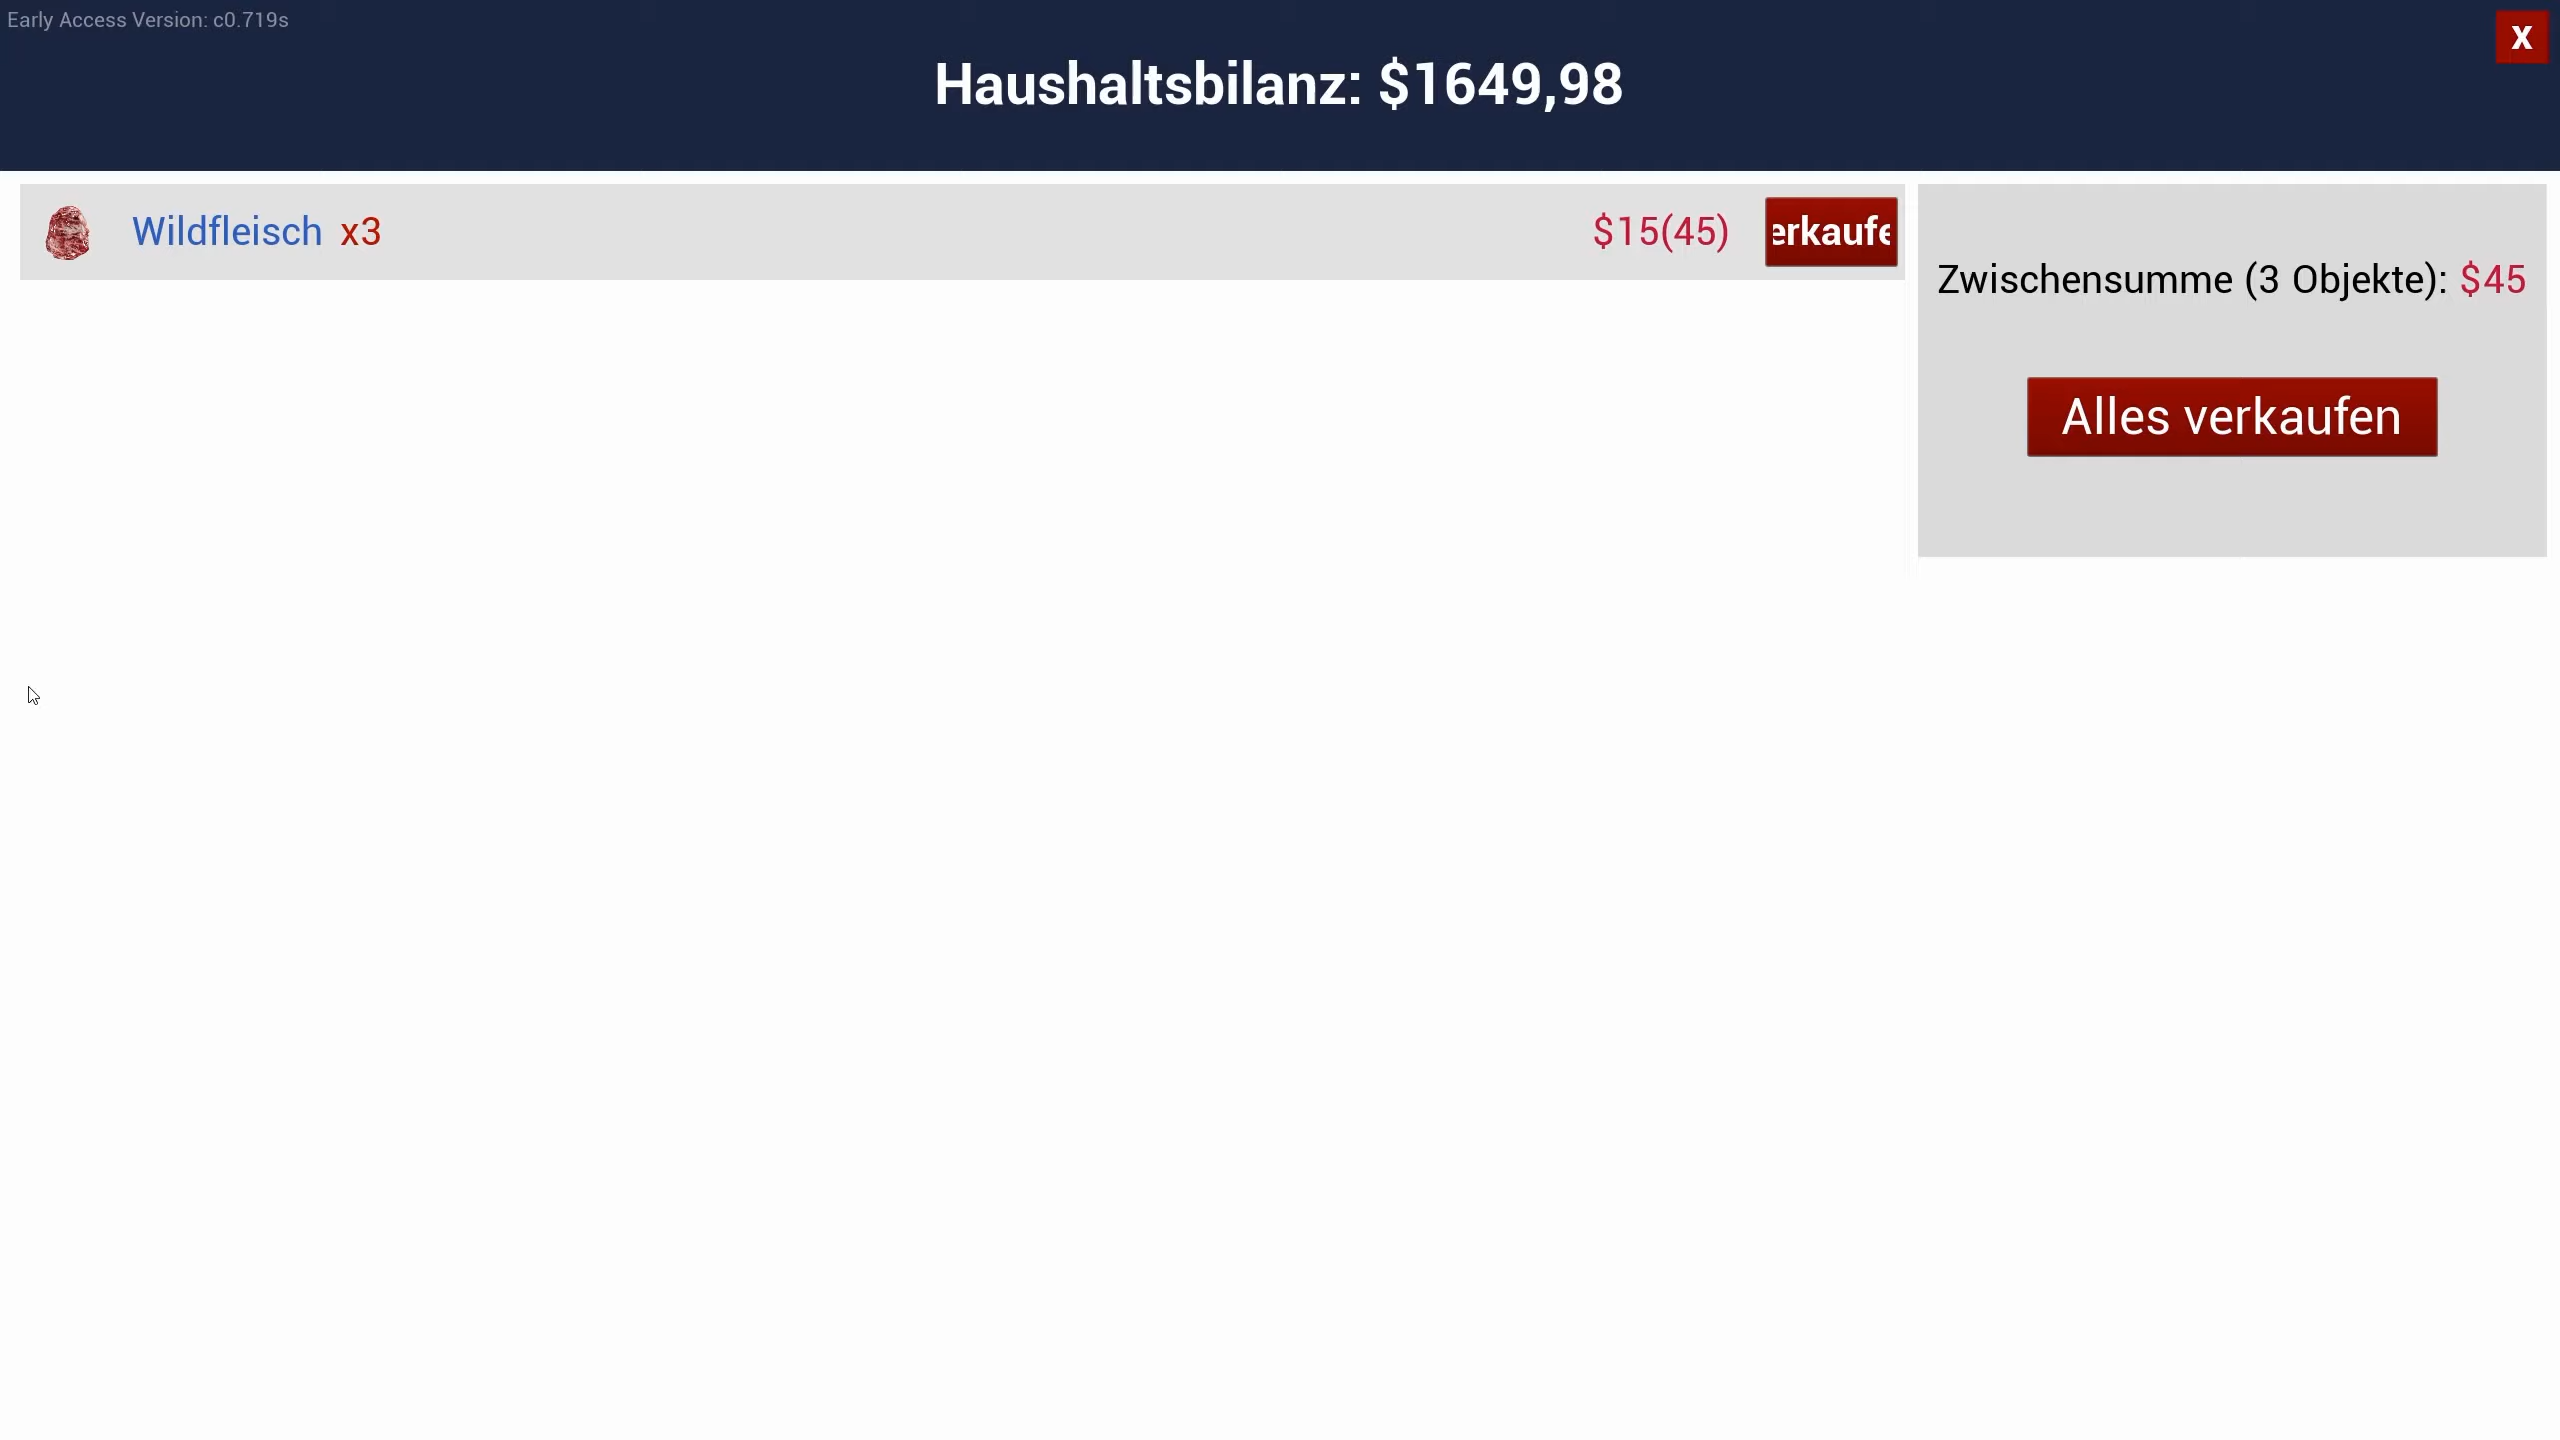 Early Access Version: c0.719s
X
Haushaltsbilanz: $1649,98
Wildfleisch x3 $15(45) erkaufe
Zwischensumme (3 Objekte): $45
Alles verkaufen